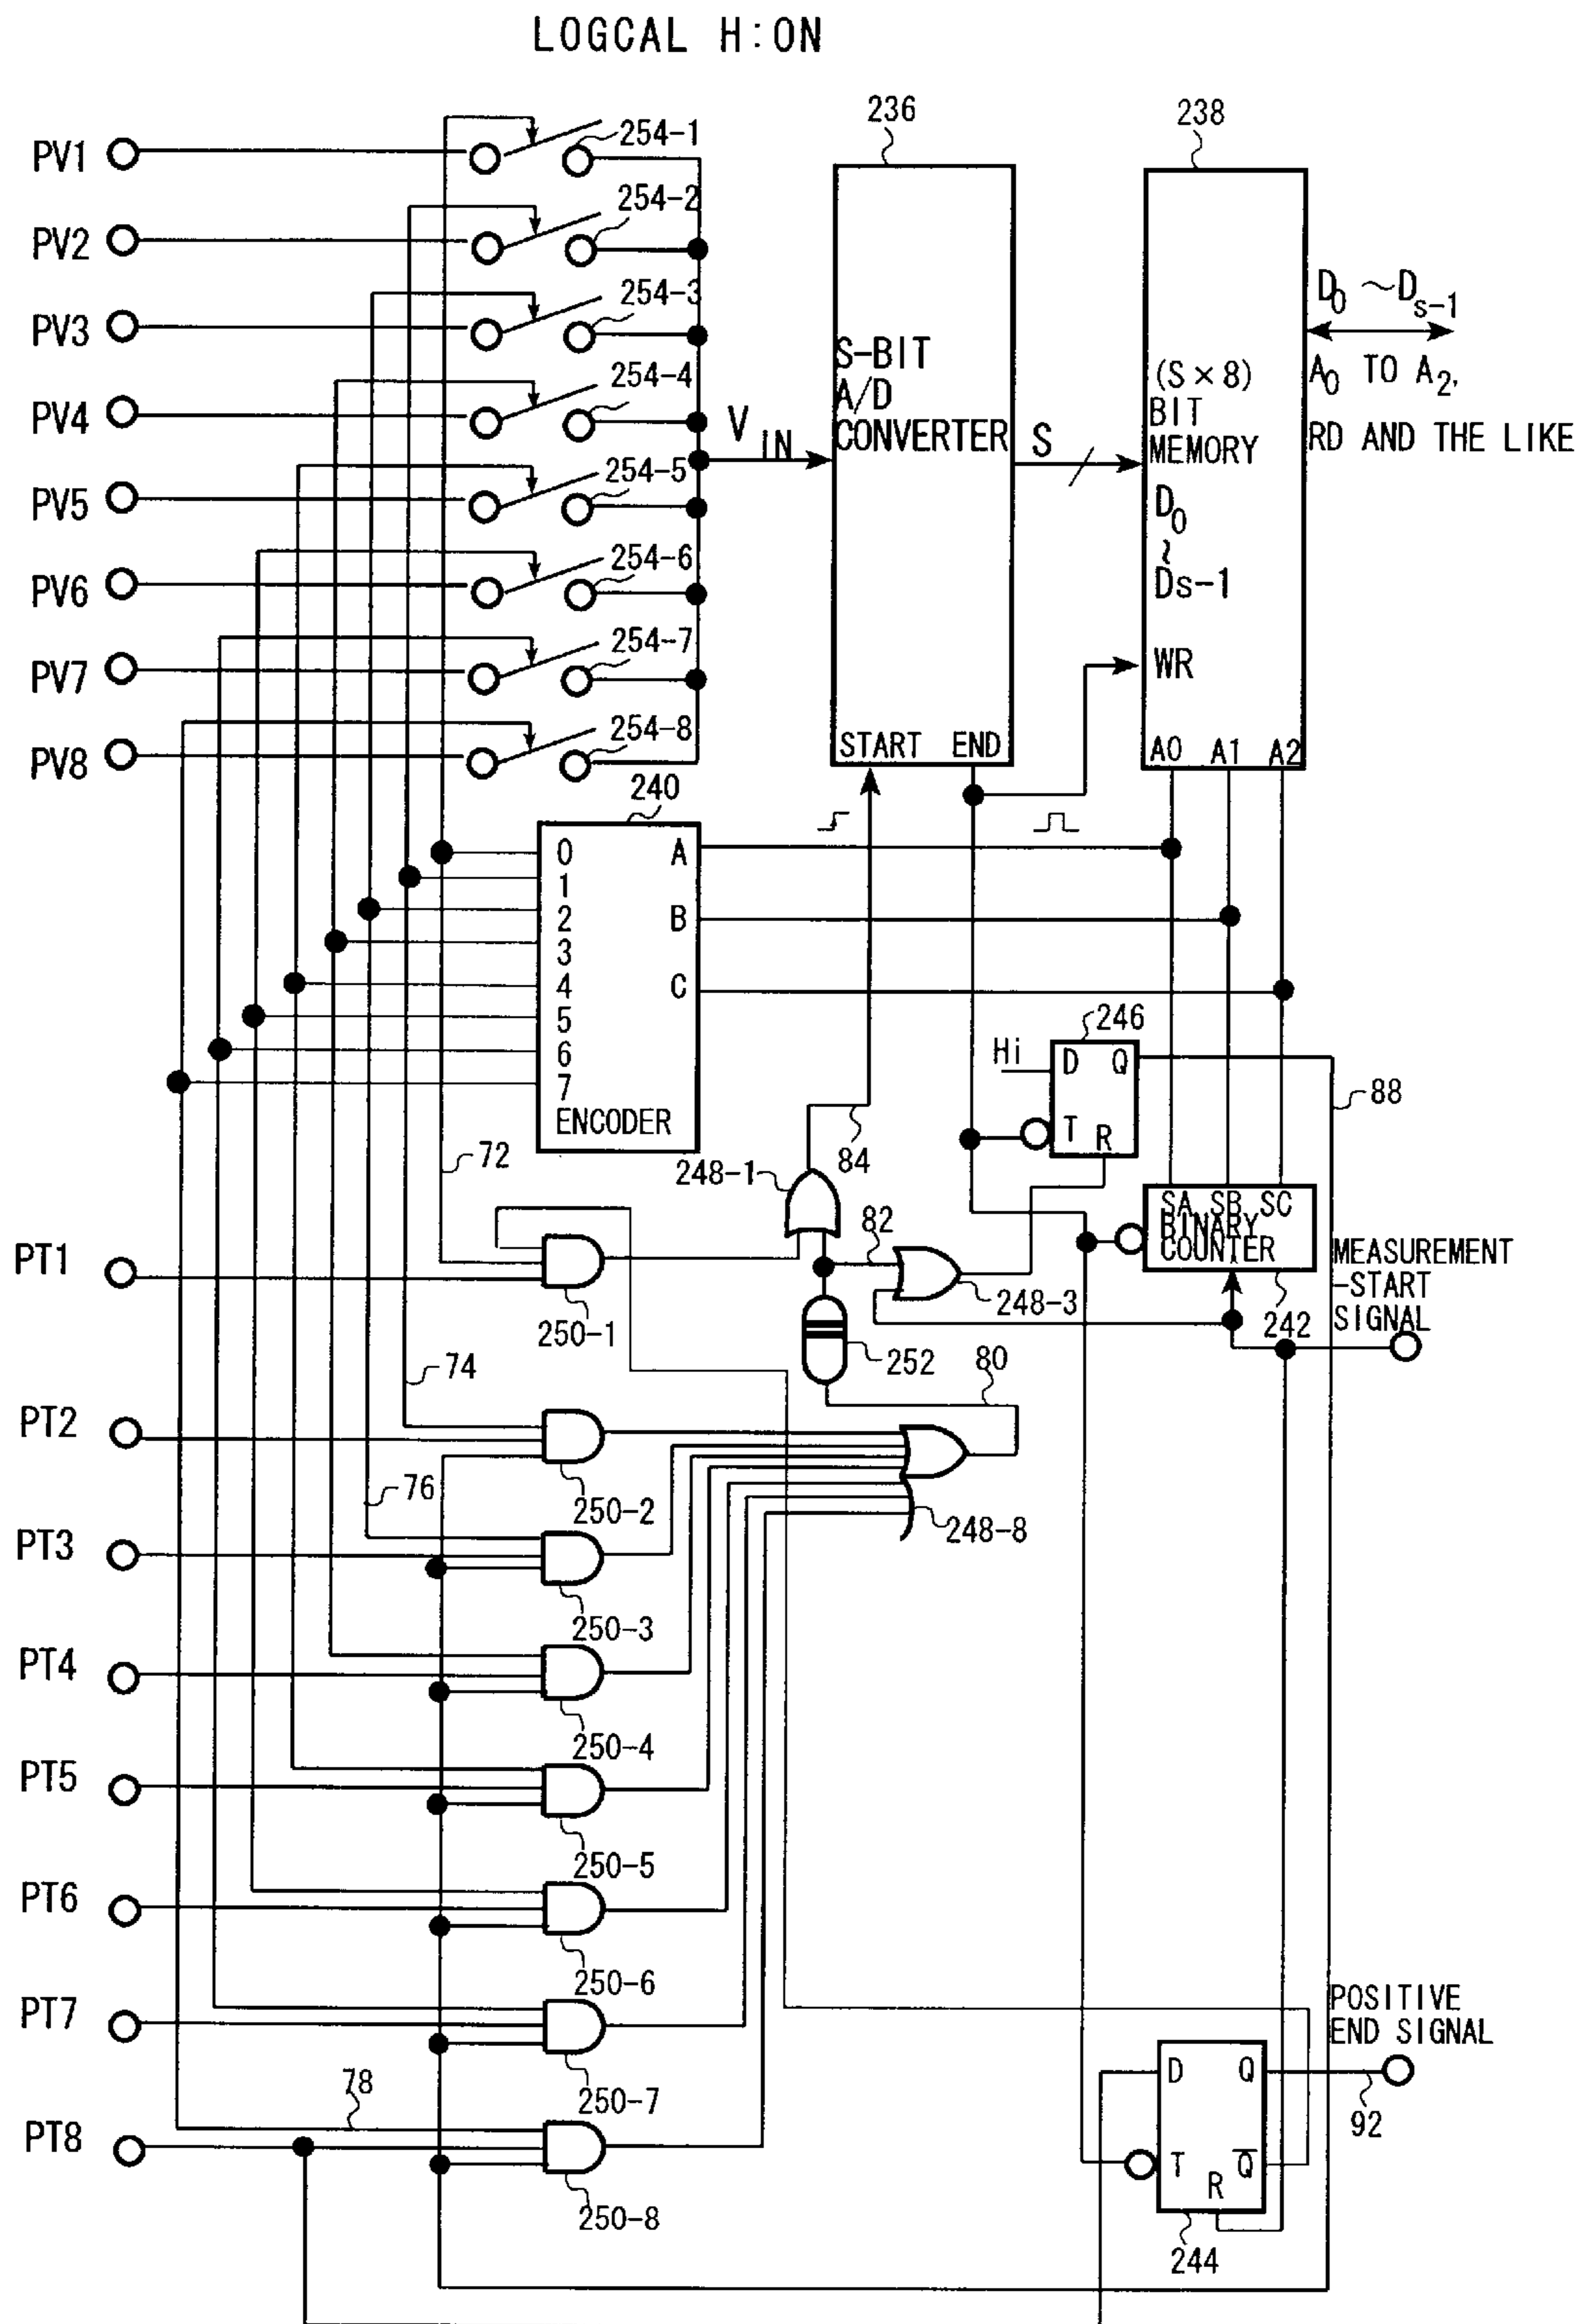 LOGCAL H:ON
236
238
PV1
254-1
PV2
254-2
PV3
254-3
PV4
254-4
PV5
254-5
PV6
254-6
PV7
254-7
PV8
254-8
V IN
S-BIT
A/D
CONVERTER
START END
S
(S×8)
BIT
MEMORY
D0
~
Ds-1
WR
A0 A1 A2
D0 ~Ds-1
A0 TO A2,
RD AND THE LIKE
240
0
1
2
3
4
5
6
7
A
B
C
ENCODER
246
Hi
D Q
T R
88
72
248-1
84
82
SA SB SC
BINARY
COUNTER
242
MEASUREMENT
-START
SIGNAL
PT1
250-1
248-3
252
80
74
PT2
250-2
76
248-8
PT3
250-3
PT4
250-4
PT5
250-5
PT6
250-6
PT7
250-7
78
PT8
250-8
POSITIVE
END SIGNAL
D Q
92
T R Q̅
244